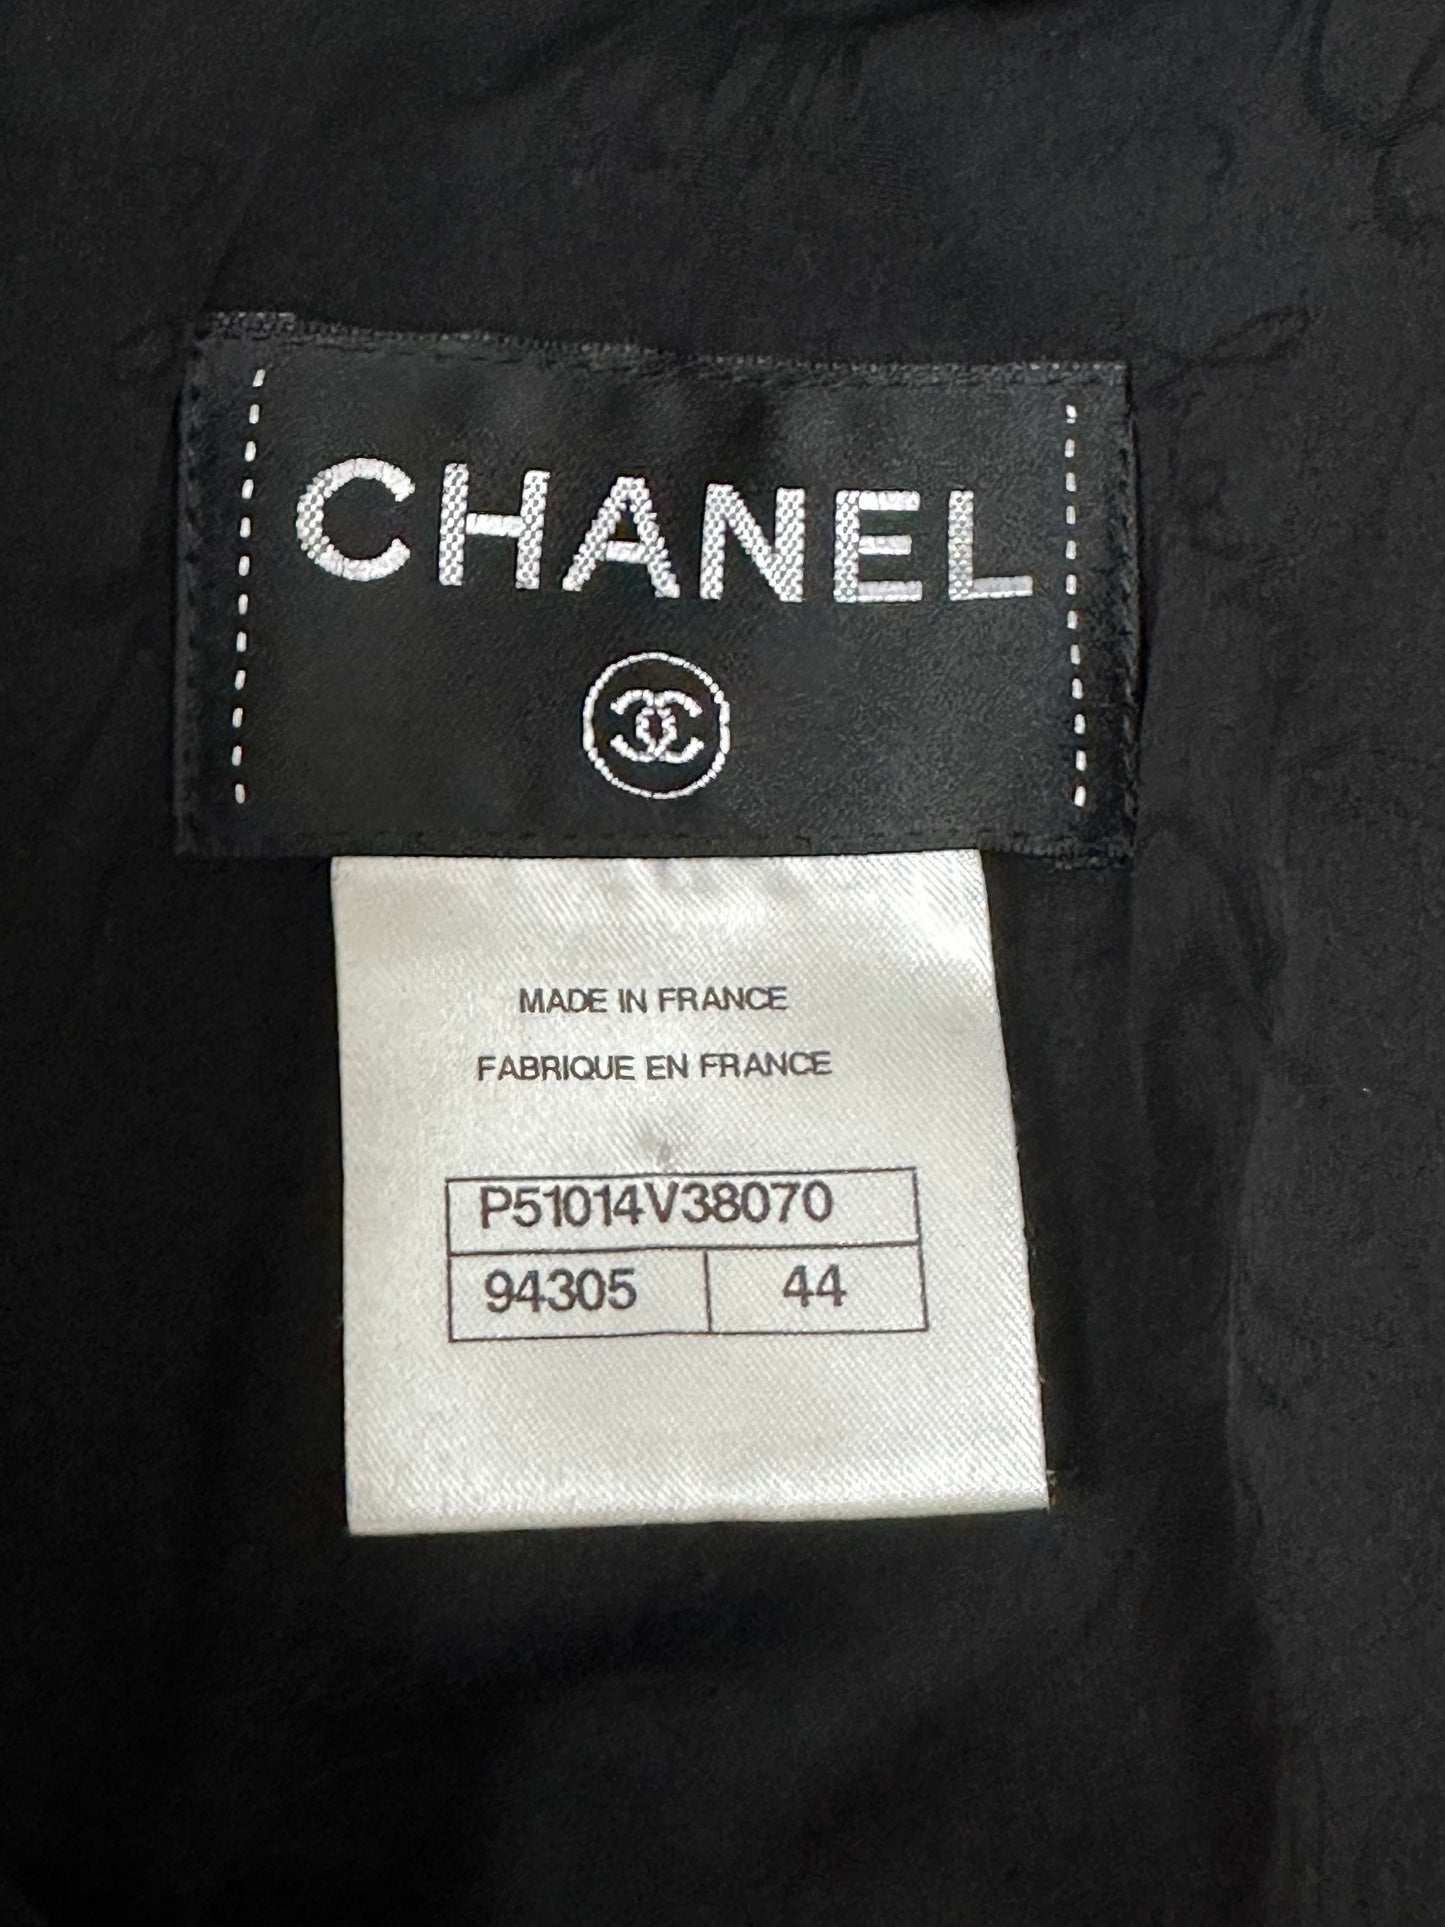 CHANEL
MADE IN FRANCE
FABRIQUE EN FRANCE
P51014V38070
94305 44